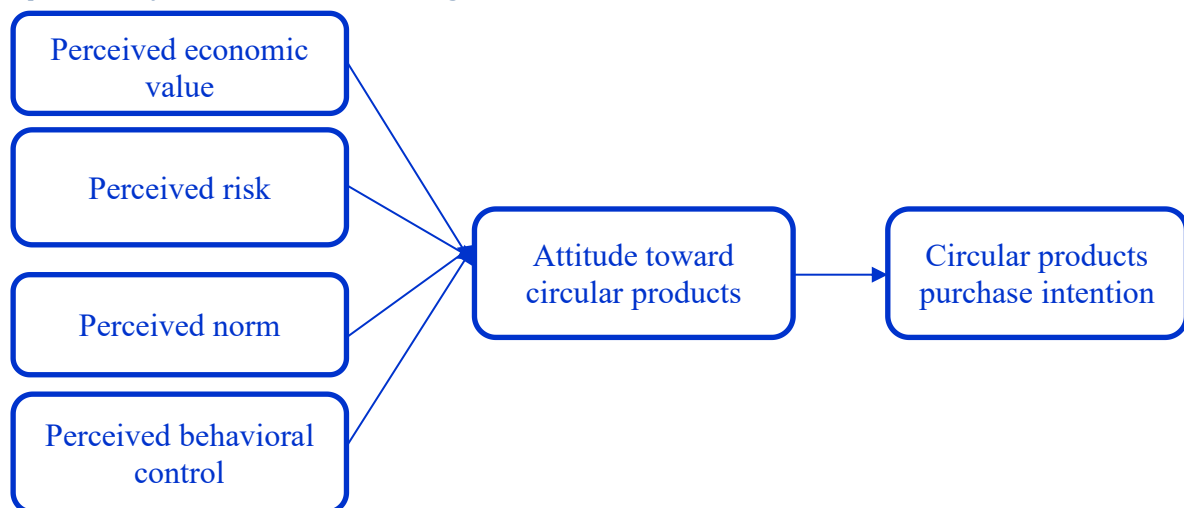 Perceived economic
value
Perceived risk
Perceived norm
Perceived behavioral
control
Attitude toward
circular products
Circular products
purchase intention